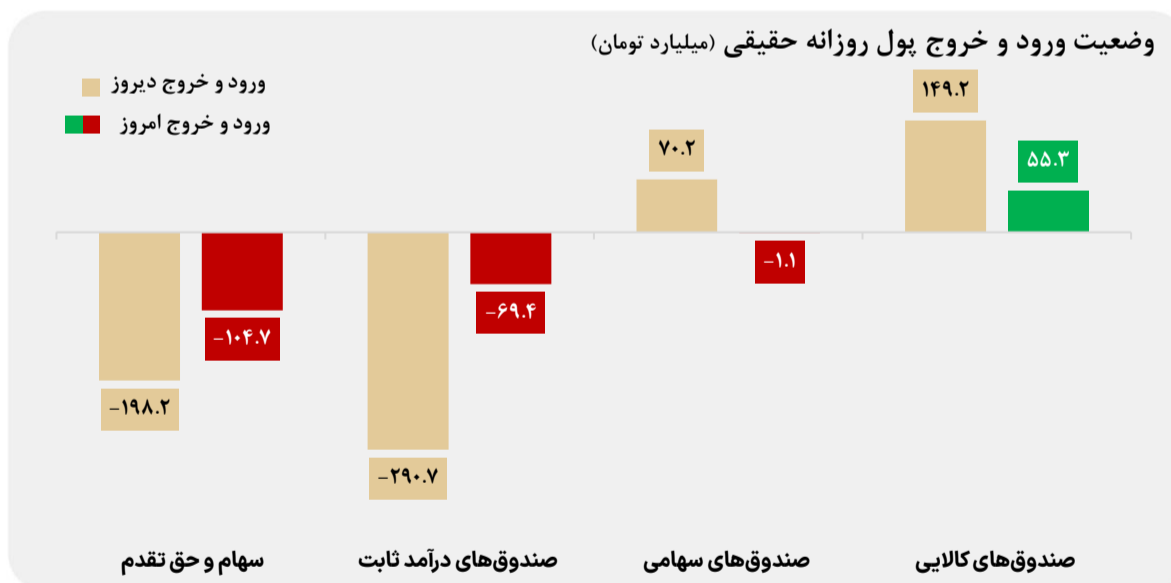 وضعیت ورود و خروج پول روزانه حقیقی (میلیارد تومان)
ورود و خروج دیروز
ورود و خروج امروز
۱۴۹.۲
۵۵.۳
۷۰.۲
−۱.۱
−۶۹.۴
−۲۹۰.۷
−۱۰۴.۷
−۱۹۸.۲
صندوق‌های کالایی
صندوق‌های سهامی
صندوق‌های درآمد ثابت
سهام و حق تقدم